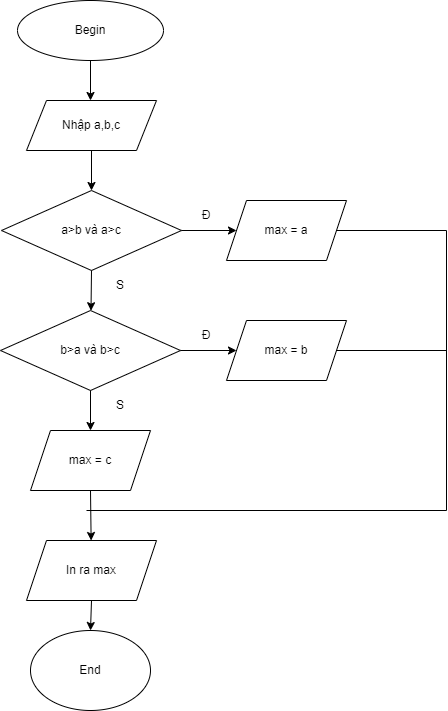 Begin
Nhập a,b,c
a>b và a>c
Đ
max = a
S
b>a và b>c
Đ
max = b
S
max = c
In ra max
End